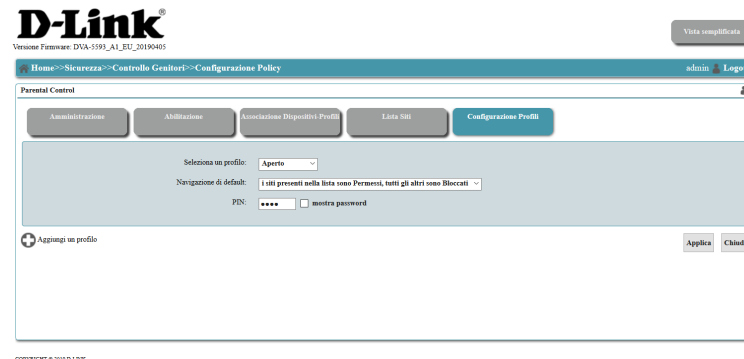 D-Link®
Versione Firmware: DVA-5593_A1_EU_20190405
Vista semplificata
Home>>Sicurezza>>Controllo Genitori>>Configurazione Policy
admin Logo
Parental Control
Amministrazione
Abilitazione
Associazione Dispositivi-Profili
Lista Siti
Configurazione Profili
Seleziona un profilo: Aperto
Navigazione di default: i siti presenti nella lista sono Permessi, tutti gli altri sono Bloccati
PIN: •••• mostra password
Aggiungi un profilo
Applica
Chiud